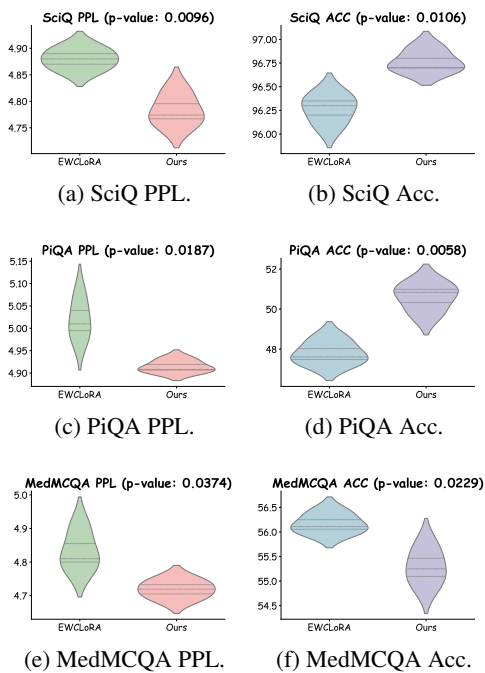 SciQ PPL (p-value: 0.0096)
4.90
4.85
4.80
4.75
EWCLoRA Ours
(a) SciQ PPL.
SciQ ACC (p-value: 0.0106)
97.00
96.75
96.50
96.25
96.00
EWCLoRA Ours
(b) SciQ Acc.
PiQA PPL (p-value: 0.0187)
5.15
5.10
5.05
5.00
4.95
4.90
EWCLoRA Ours
(c) PiQA PPL.
PiQA ACC (p-value: 0.0058)
52
50
48
EWCLoRA Ours
(d) PiQA Acc.
MedMCQA PPL (p-value: 0.0374)
5.0
4.9
4.8
4.7
EWCLoRA Ours
(e) MedMCQA PPL.
MedMCQA ACC (p-value: 0.0229)
56.5
56.0
55.5
55.0
54.5
EWCLoRA Ours
(f) MedMCQA Acc.